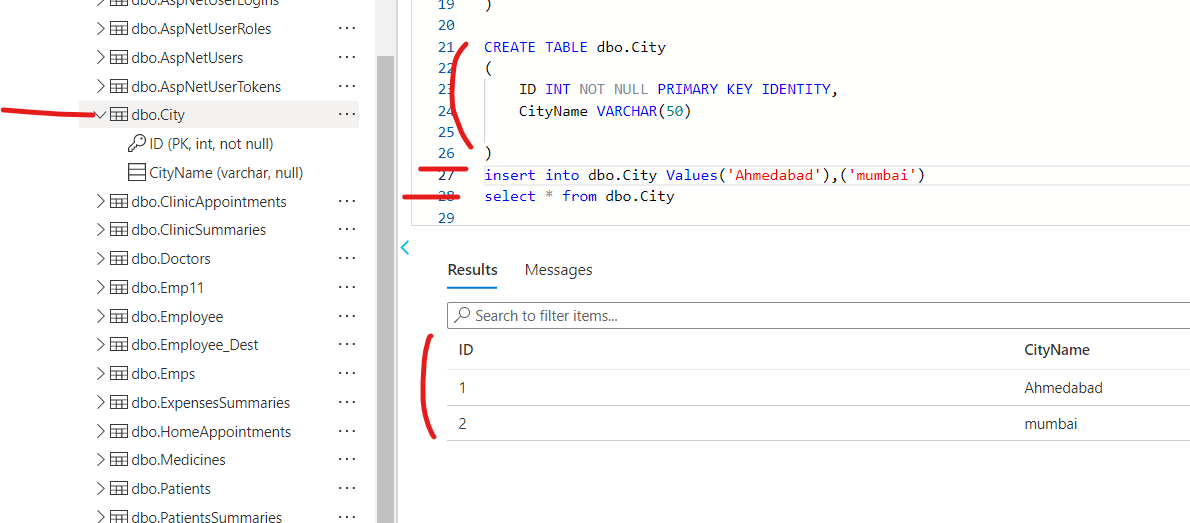 dbo.AspNetUserLogins
dbo.AspNetUserRoles ...
dbo.AspNetUsers ...
dbo.AspNetUserTokens ...
dbo.City ...
ID (PK, int, not null)
CityName (varchar, null)
dbo.ClinicAppointments ...
dbo.ClinicSummaries ...
dbo.Doctors ...
dbo.Emp11 ...
dbo.Employee ...
dbo.Employee_Dest ...
dbo.Emps ...
dbo.ExpensesSummaries ...
dbo.HomeAppointments ...
dbo.Medicines ...
dbo.Patients ...
dbo.PatientsSummaries ...
19 )
20
21 CREATE TABLE dbo.City
22 (
23 ID INT NOT NULL PRIMARY KEY IDENTITY,
24 CityName VARCHAR(50)
25
26 )
27 insert into dbo.City Values('Ahmedabad'),('mumbai')
28 select * from dbo.City
29
Results Messages
Search to filter items...
ID CityName
1 Ahmedabad
2 mumbai